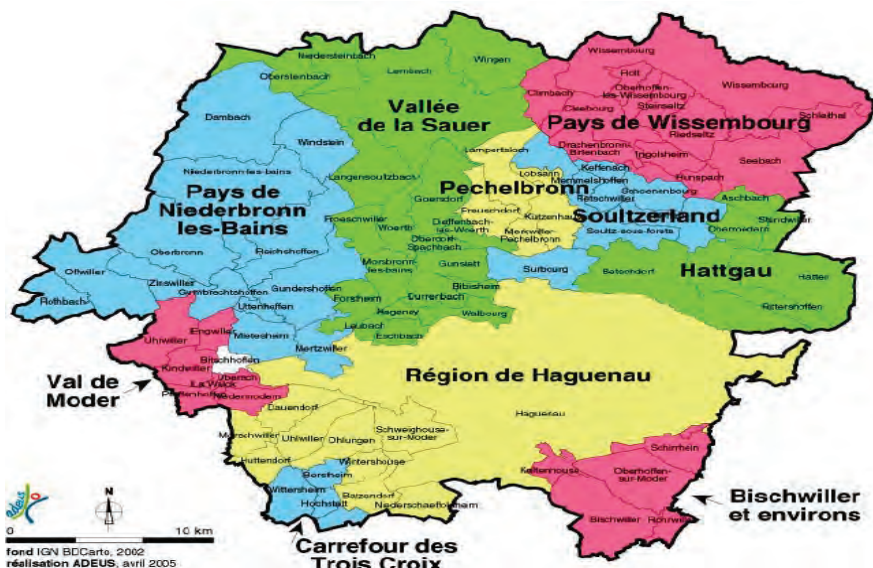 Wissembourg
Niedersteinbach
Wingen
Obersteinbach
Lembach
Rott
Oberhoffen-
les-Wissembourg
Climbach
Cleebourg
Steinseltz
Wissembourg
Schleithal
Dambach
Vallée
de la Sauer
Pays de Wissembourg
Windstein
Riedseltz
Drachenbronn-
Birlenbach
Ingolsheim
Seebach
Lampertsloch
Keffenach
Hunspach
Niederbronn-les-bains
Lobsann
Memmelshoffen
Schoenenbourg
Langensoultzbach
Pechelbronn
Retschwiller
Aschbach
Pays de
Niederbronn
les-Bains
Goersdorf
Preuschdorf
Kutzenhausen
Soultzerland
Stundwiller
Froeschwiller
Woerth
Dieffenbach-
les-Woerth
Merkwiller-
Pechelbronn
Soultz-sous-forets
Oberroedern
Oberbronn
Reichshoffen
Oberdorf-
Spachbach
Offwiller
Morsbronn-
les-bains
Gunstett
Surbourg
Betschdorf
Hattgau
Hatten
Zinswiller
Gundershoffen
Biblisheim
Rothbach
Gumbrechtshoffen
Forstheim
Durrenbach
Rittershoffen
Uttenhoffen
Hegeney
Walbourg
Engwiller
Laubach
Eschbach
Uhrwiller
Mietesheim
Mertzwiller
Bitschhoffen
Kindwiller
Uberach
Région de Haguenau
Val de
Moder
La Walck
Pfaffenhoffen
Niedermodern
Dauendorf
Haguenau
Morschwiller
Uhlwiller
Ohlungen
Schweighouse-
sur-Moder
Schirrhein
Huttendorf
Wintershouse
Kaltenhouse
Oberhoffen-
sur-Moder
Berstheim
Wittersheim
Batzendorf
Hochstett
Niederschaeffolsheim
Bischwiller
Rohrwiller
Bischwiller
et environs
adeus
N
0 10 km
Carrefour des
Trois Croix
fond IGN BDCarto, 2002
réalisation ADEUS, avril 2005